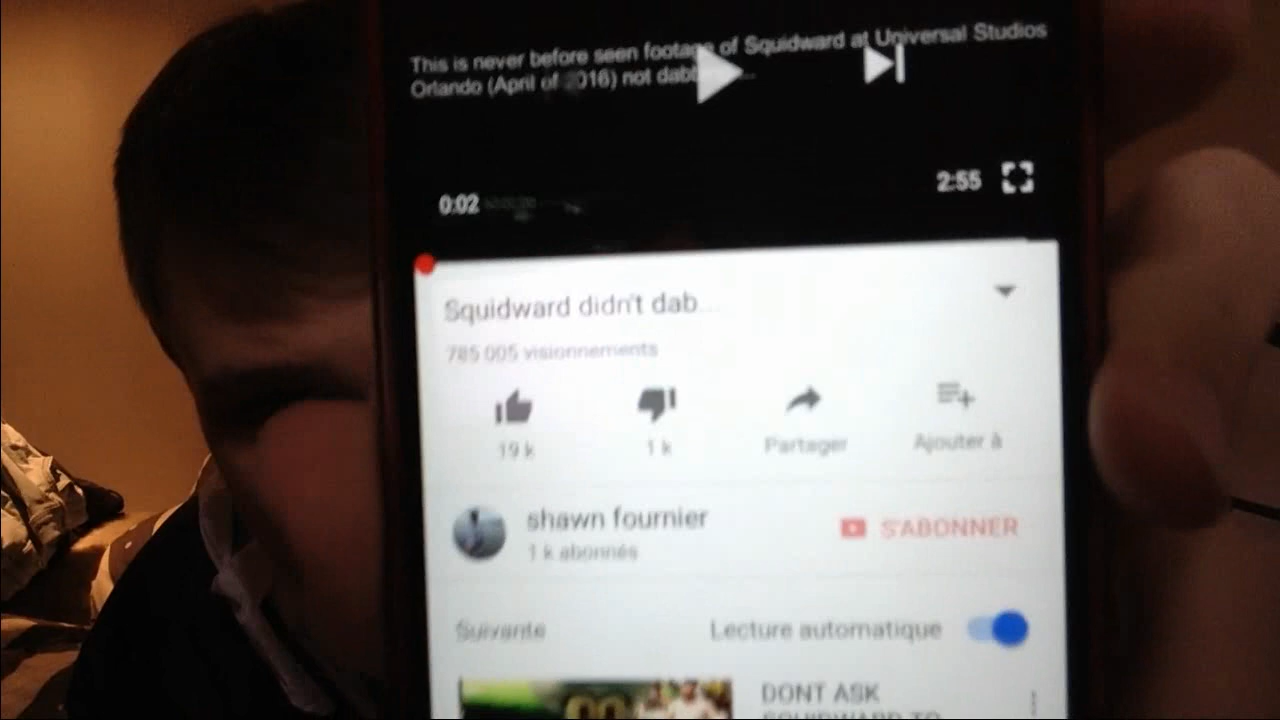 This is never before seen footage of Squidward at Universal Studios
Orlando (April of 2016) not
0:02
2:55
Squidward didn't dab...
785 005 visionnements
19 k
1 k
Partager
Ajouter à
shawn fournier
1 k abonnés
S'ABONNER
Suivante
Lecture automatique
DONT ASK
SQUIDWARD TO